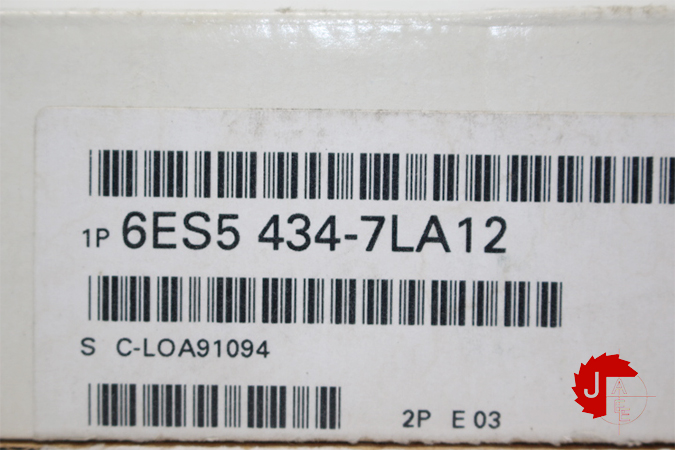 1P 6ES5 434-7LA12
S C-LOA91094
2P E 03
J
A
E